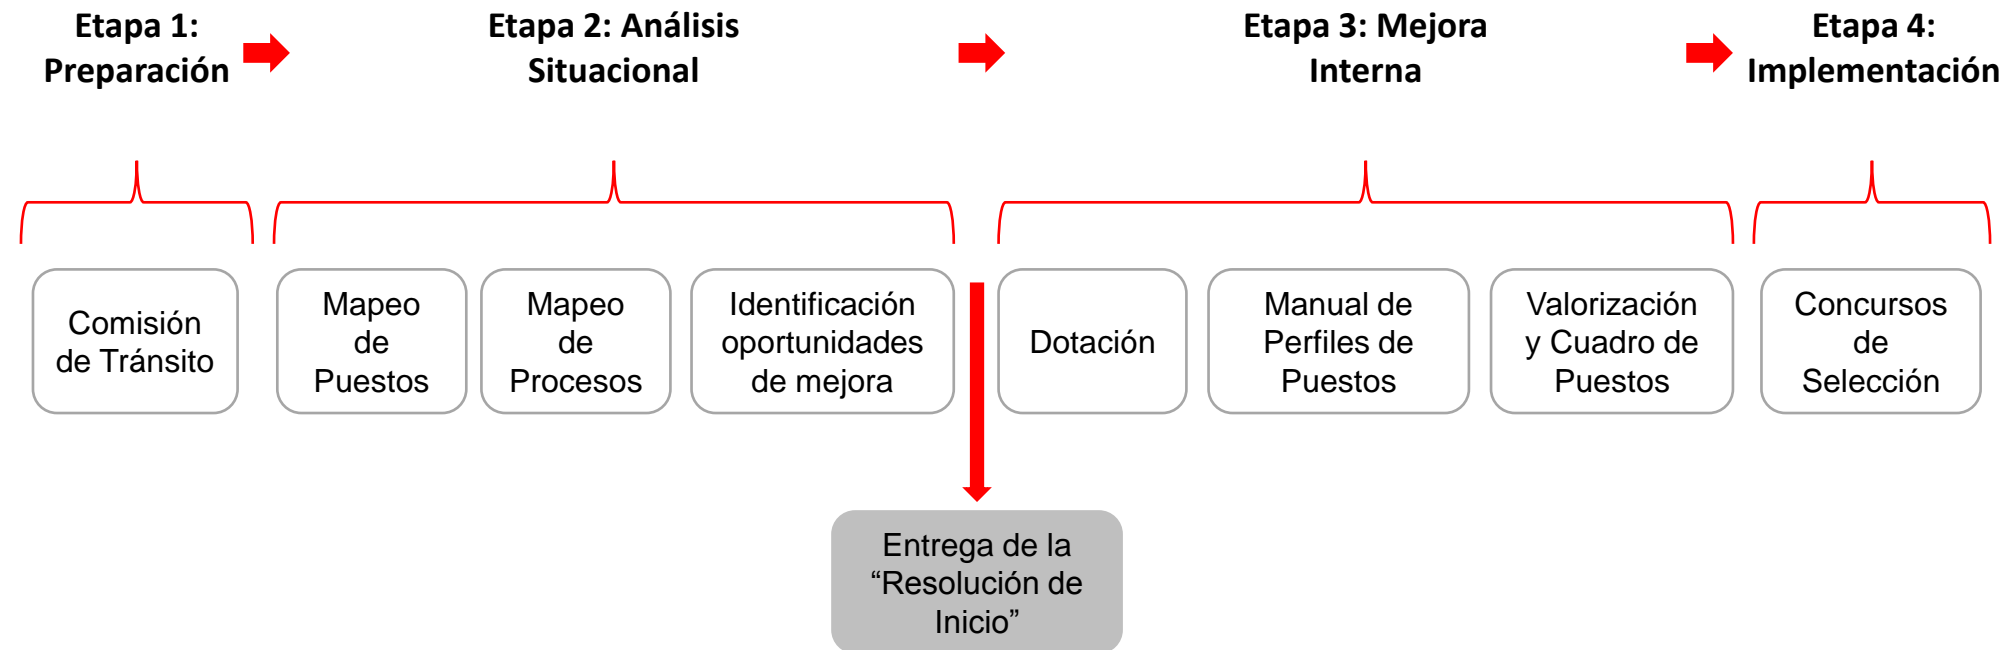 Etapa 1:
Preparación
Etapa 2: Análisis
Situacional
Etapa 3: Mejora
Interna
Etapa 4:
Implementación
Comisión
de Tránsito
Mapeo
de
Puestos
Mapeo
de
Procesos
Identificación
oportunidades
de mejora
Dotación
Manual de
Perfiles de
Puestos
Valorización
y Cuadro de
Puestos
Concursos
de
Selección
Entrega de la
“Resolución de
Inicio”